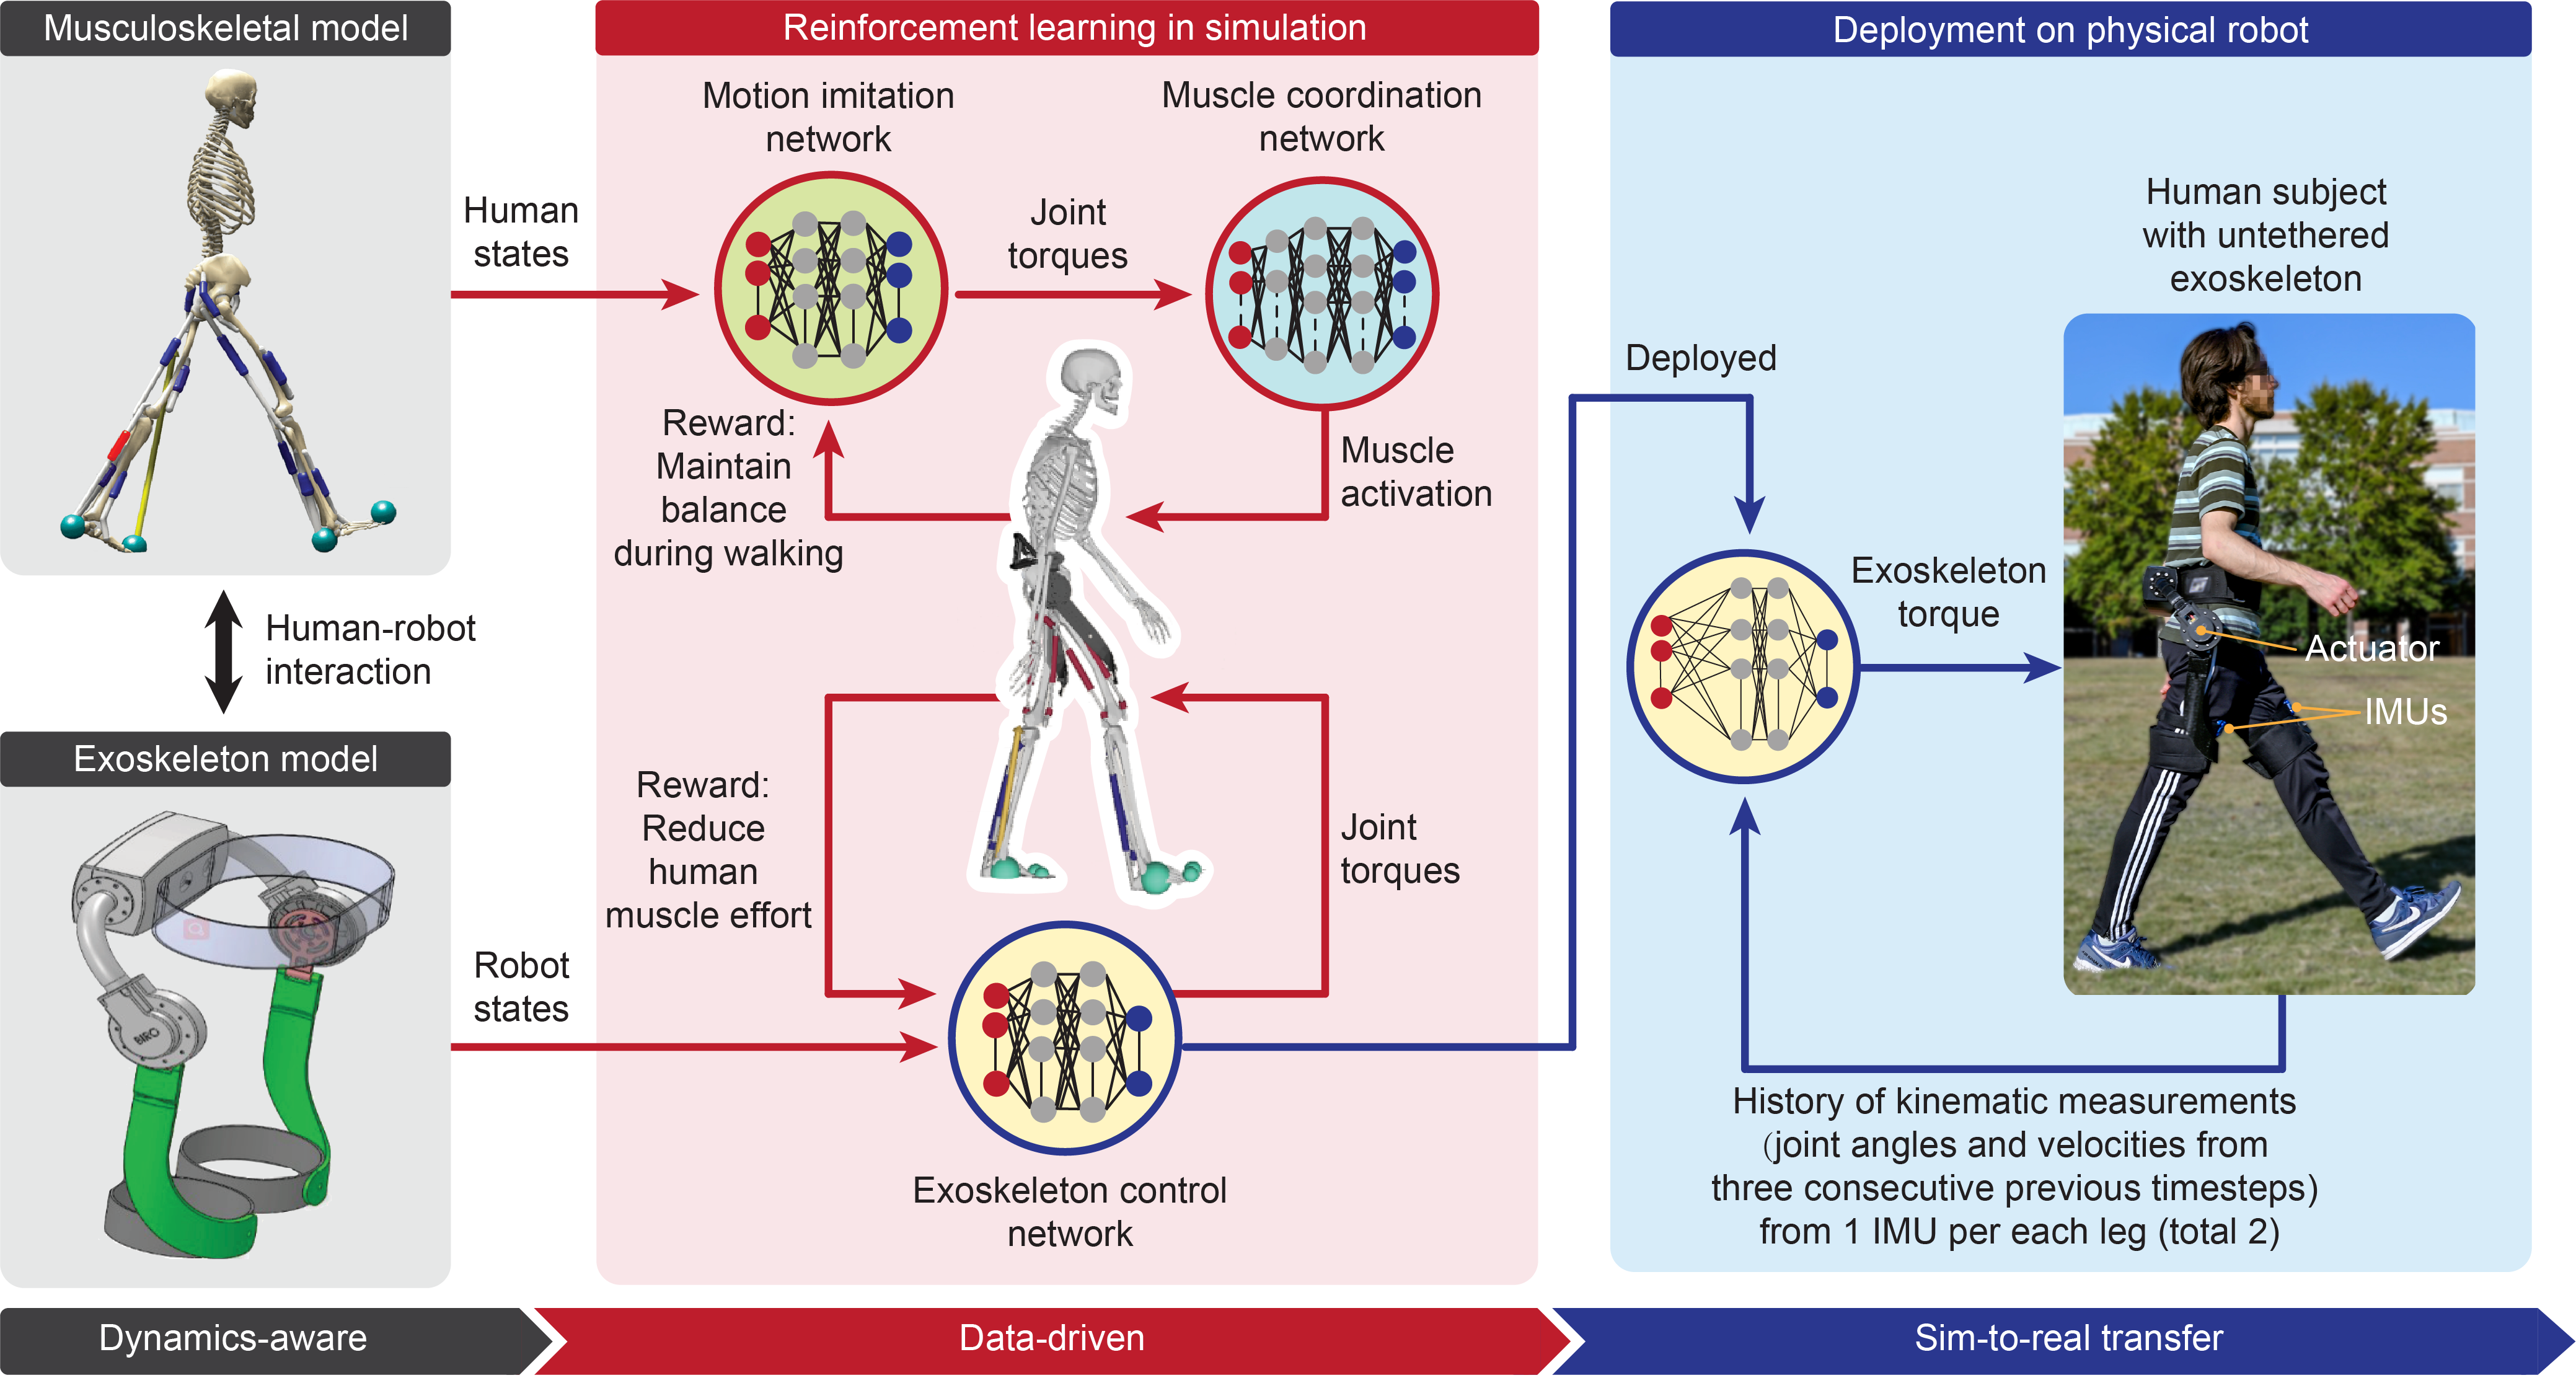 Musculoskeletal model
Human-robot
interaction
Exoskeleton model
BIRO
Human
states
Robot
states
Reinforcement learning in simulation
Motion imitation
network
Joint
torques
Muscle coordination
network
Reward:
Maintain
balance
during walking
Muscle
activation
Reward:
Reduce
human
muscle effort
Joint
torques
Exoskeleton control
network
Deployment on physical robot
Deployed
Human subject
with untethered
exoskeleton
Exoskeleton
torque
Actuator
IMUs
History of kinematic measurements
(joint angles and velocities from
three consecutive previous timesteps)
from 1 IMU per each leg (total 2)
Dynamics-aware
Data-driven
Sim-to-real transfer